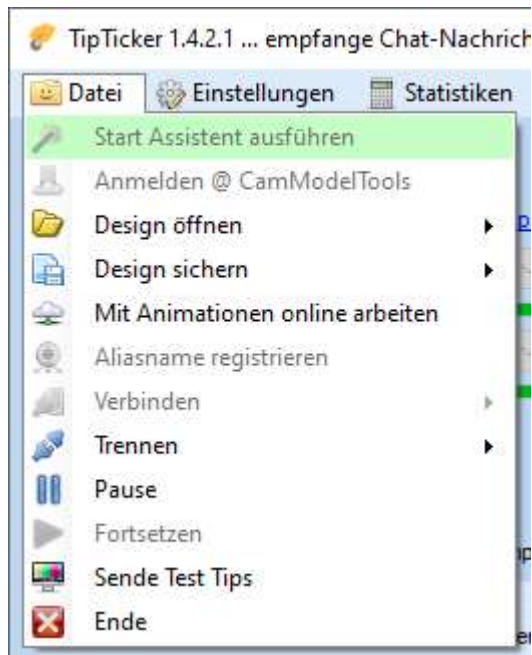 TipTicker 1.4.2.1 ... empfange Chat-Nachrich
Datei Einstellungen Statistiken
Start Assistent ausführen
Anmelden @ CamModelTools
Design öffnen
Design sichern
Mit Animationen online arbeiten
Aliasname registrieren
Verbinden
Trennen
Pause
Fortsetzen
Sende Test Tips
Ende